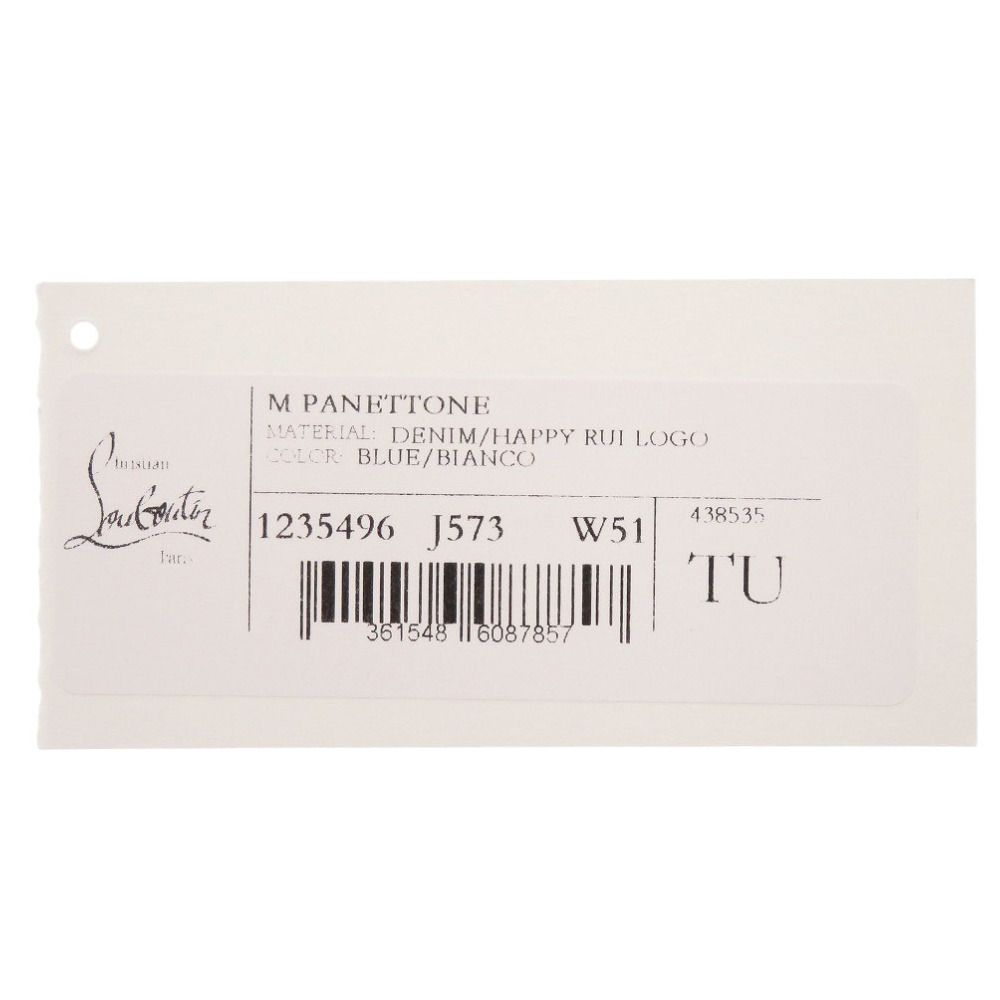 Christian
Louboutin
Paris
M PANETTONE
MATERIAL: DENIM/HAPPY RUI LOGO
COLOR: BLUE/BIANCO
1235496 J573 W51
361548 6087857
438535
TU